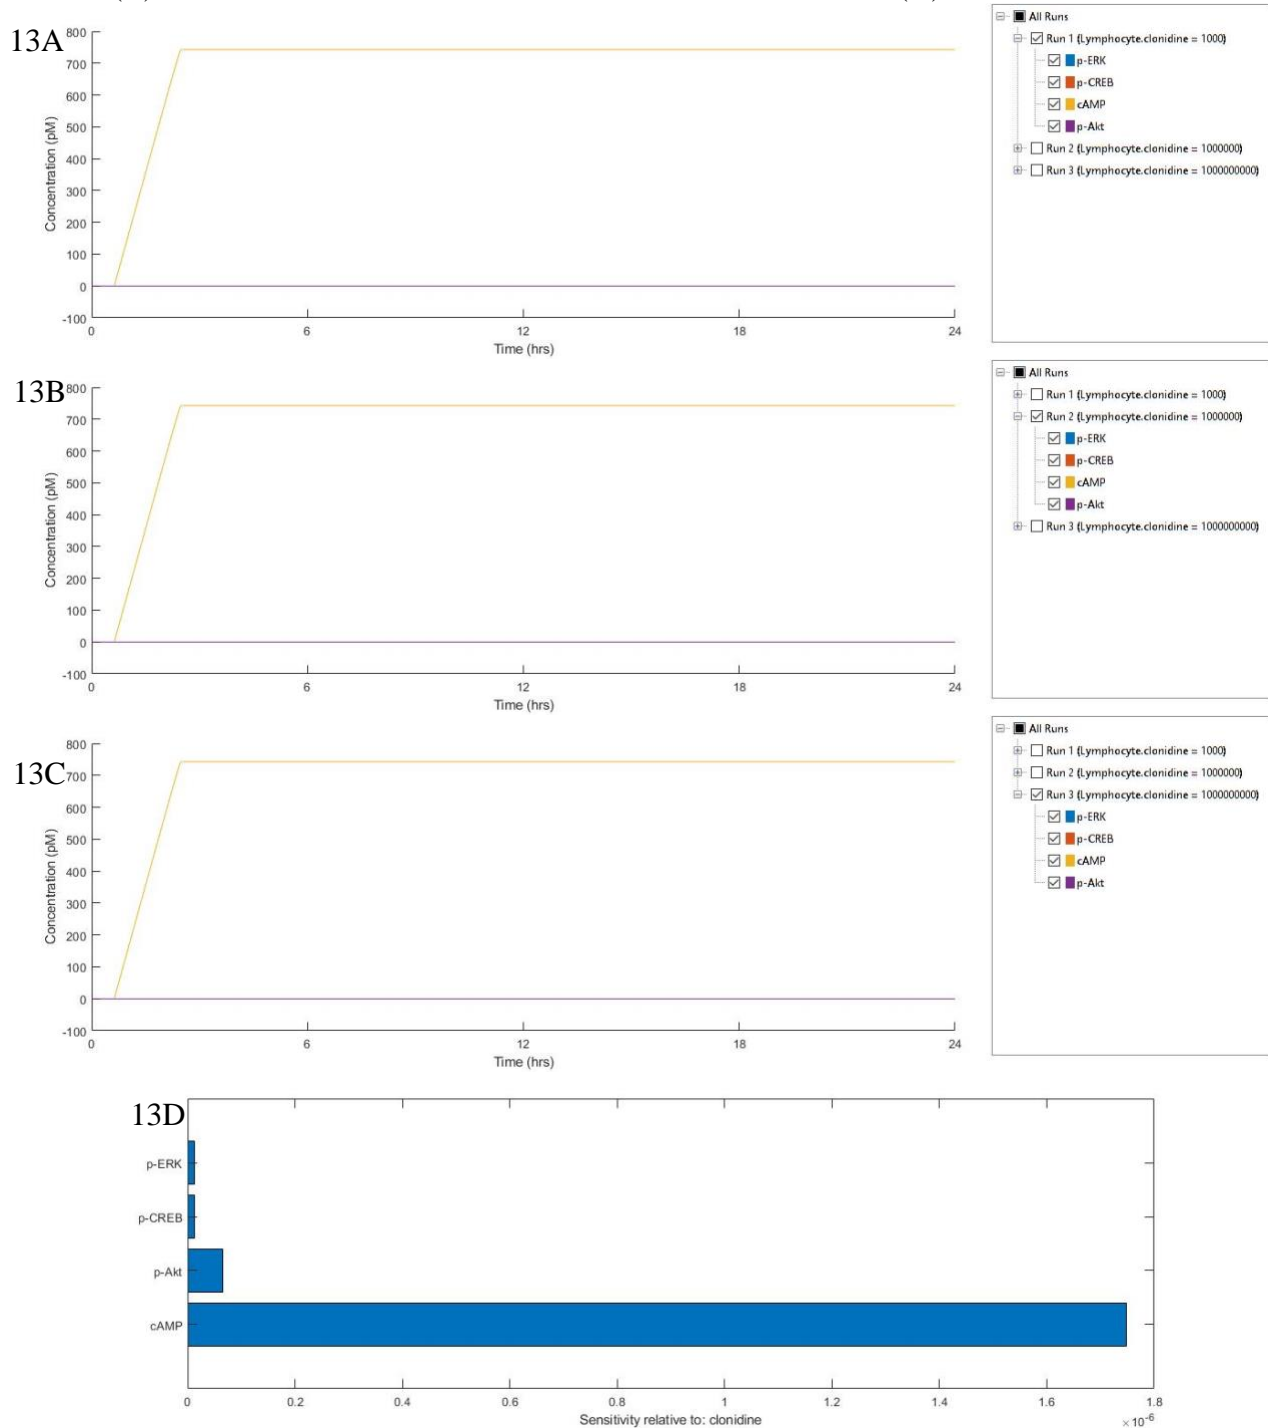 13A
800
700
600
500
400
300
200
100
0
-100
Concentration (pM)
0 6 12 18 24
Time (hrs)
All Runs
Run 1 (Lymphocyte.clonidine = 1000)
p-ERK
p-CREB
cAMP
p-Akt
Run 2 (Lymphocyte.clonidine = 1000000)
Run 3 (Lymphocyte.clonidine = 1000000000)
13B
800
700
600
500
400
300
200
100
0
-100
Concentration (pM)
0 6 12 18 24
Time (hrs)
All Runs
Run 1 (Lymphocyte.clonidine = 1000)
Run 2 (Lymphocyte.clonidine = 1000000)
p-ERK
p-CREB
cAMP
p-Akt
Run 3 (Lymphocyte.clonidine = 1000000000)
13C
800
700
600
500
400
300
200
100
0
-100
Concentration (pM)
0 6 12 18 24
Time (hrs)
All Runs
Run 1 (Lymphocyte.clonidine = 1000)
Run 2 (Lymphocyte.clonidine = 1000000)
Run 3 (Lymphocyte.clonidine = 1000000000)
p-ERK
p-CREB
cAMP
p-Akt
13D
p-ERK
p-CREB
p-Akt
cAMP
0 0.2 0.4 0.6 0.8 1 1.2 1.4 1.6 1.8
Sensitivity relative to: clonidine
×10-6